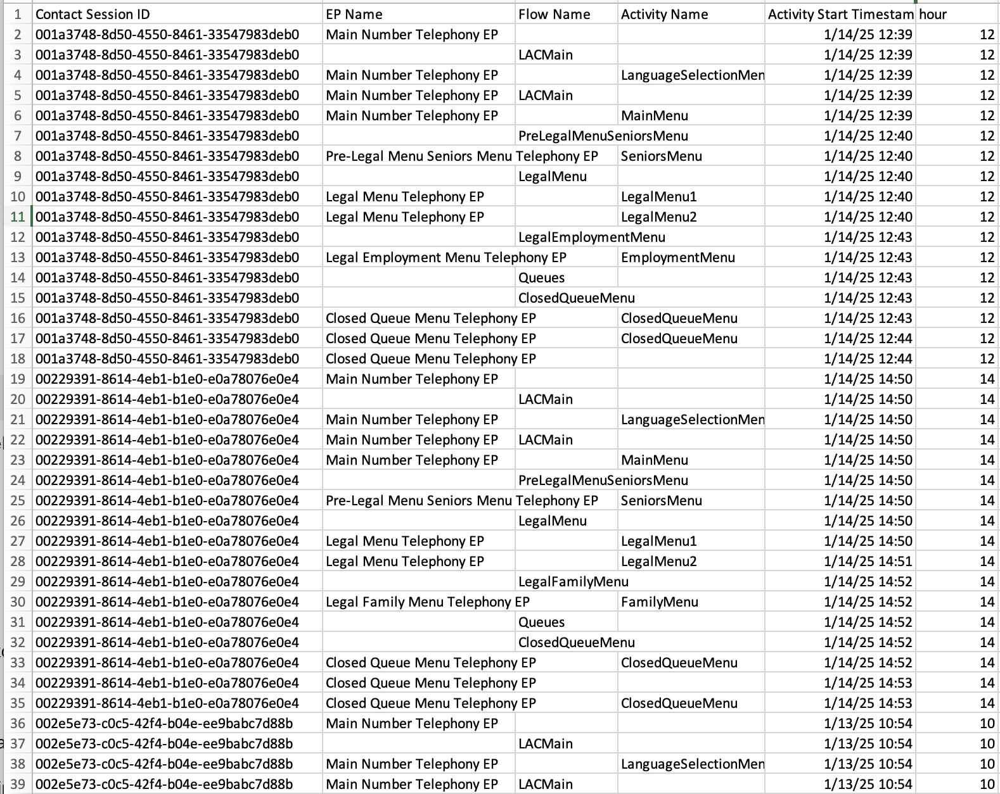 1 Contact Session ID EP Name Flow Name Activity Name Activity Start Timestam hour
2 001a3748-8d50-4550-8461-33547983deb0 Main Number Telephony EP 1/14/25 12:39 12
3 001a3748-8d50-4550-8461-33547983deb0 LACMain 1/14/25 12:39 12
4 001a3748-8d50-4550-8461-33547983deb0 Main Number Telephony EP LanguageSelectionMen 1/14/25 12:39 12
5 001a3748-8d50-4550-8461-33547983deb0 Main Number Telephony EP LACMain 1/14/25 12:39 12
6 001a3748-8d50-4550-8461-33547983deb0 Main Number Telephony EP MainMenu 1/14/25 12:39 12
7 001a3748-8d50-4550-8461-33547983deb0 PreLegalMenuSeniorsMenu 1/14/25 12:40 12
8 001a3748-8d50-4550-8461-33547983deb0 Pre-Legal Menu Seniors Menu Telephony EP SeniorsMenu 1/14/25 12:40 12
9 001a3748-8d50-4550-8461-33547983deb0 LegalMenu 1/14/25 12:40 12
10 001a3748-8d50-4550-8461-33547983deb0 Legal Menu Telephony EP LegalMenu1 1/14/25 12:40 12
11 001a3748-8d50-4550-8461-33547983deb0 Legal Menu Telephony EP LegalMenu2 1/14/25 12:40 12
12 001a3748-8d50-4550-8461-33547983deb0 LegalEmploymentMenu 1/14/25 12:43 12
13 001a3748-8d50-4550-8461-33547983deb0 Legal Employment Menu Telephony EP EmploymentMenu 1/14/25 12:43 12
14 001a3748-8d50-4550-8461-33547983deb0 Queues 1/14/25 12:43 12
15 001a3748-8d50-4550-8461-33547983deb0 ClosedQueueMenu 1/14/25 12:43 12
16 001a3748-8d50-4550-8461-33547983deb0 Closed Queue Menu Telephony EP ClosedQueueMenu 1/14/25 12:43 12
17 001a3748-8d50-4550-8461-33547983deb0 Closed Queue Menu Telephony EP ClosedQueueMenu 1/14/25 12:44 12
18 001a3748-8d50-4550-8461-33547983deb0 Closed Queue Menu Telephony EP 1/14/25 12:44 12
19 00229391-8614-4eb1-b1e0-e0a78076e0e4 Main Number Telephony EP 1/14/25 14:50 14
20 00229391-8614-4eb1-b1e0-e0a78076e0e4 LACMain 1/14/25 14:50 14
21 00229391-8614-4eb1-b1e0-e0a78076e0e4 Main Number Telephony EP LanguageSelectionMen 1/14/25 14:50 14
22 00229391-8614-4eb1-b1e0-e0a78076e0e4 Main Number Telephony EP LACMain 1/14/25 14:50 14
23 00229391-8614-4eb1-b1e0-e0a78076e0e4 Main Number Telephony EP MainMenu 1/14/25 14:50 14
24 00229391-8614-4eb1-b1e0-e0a78076e0e4 PreLegalMenuSeniorsMenu 1/14/25 14:50 14
25 00229391-8614-4eb1-b1e0-e0a78076e0e4 Pre-Legal Menu Seniors Menu Telephony EP SeniorsMenu 1/14/25 14:50 14
26 00229391-8614-4eb1-b1e0-e0a78076e0e4 LegalMenu 1/14/25 14:50 14
27 00229391-8614-4eb1-b1e0-e0a78076e0e4 Legal Menu Telephony EP LegalMenu1 1/14/25 14:50 14
28 00229391-8614-4eb1-b1e0-e0a78076e0e4 Legal Menu Telephony EP LegalMenu2 1/14/25 14:51 14
29 00229391-8614-4eb1-b1e0-e0a78076e0e4 LegalFamilyMenu 1/14/25 14:52 14
30 00229391-8614-4eb1-b1e0-e0a78076e0e4 Legal Family Menu Telephony EP FamilyMenu 1/14/25 14:52 14
31 00229391-8614-4eb1-b1e0-e0a78076e0e4 Queues 1/14/25 14:52 14
32 00229391-8614-4eb1-b1e0-e0a78076e0e4 ClosedQueueMenu 1/14/25 14:52 14
33 00229391-8614-4eb1-b1e0-e0a78076e0e4 Closed Queue Menu Telephony EP ClosedQueueMenu 1/14/25 14:52 14
34 00229391-8614-4eb1-b1e0-e0a78076e0e4 Closed Queue Menu Telephony EP 1/14/25 14:53 14
35 00229391-8614-4eb1-b1e0-e0a78076e0e4 Closed Queue Menu Telephony EP ClosedQueueMenu 1/14/25 14:53 14
36 002e5e73-c0c5-42f4-b04e-ee9babc7d88b Main Number Telephony EP 1/13/25 10:54 10
37 002e5e73-c0c5-42f4-b04e-ee9babc7d88b LACMain 1/13/25 10:54 10
38 002e5e73-c0c5-42f4-b04e-ee9babc7d88b Main Number Telephony EP LanguageSelectionMen 1/13/25 10:54 10
39 002e5e73-c0c5-42f4-b04e-ee9babc7d88b Main Number Telephony EP LACMain 1/13/25 10:54 10